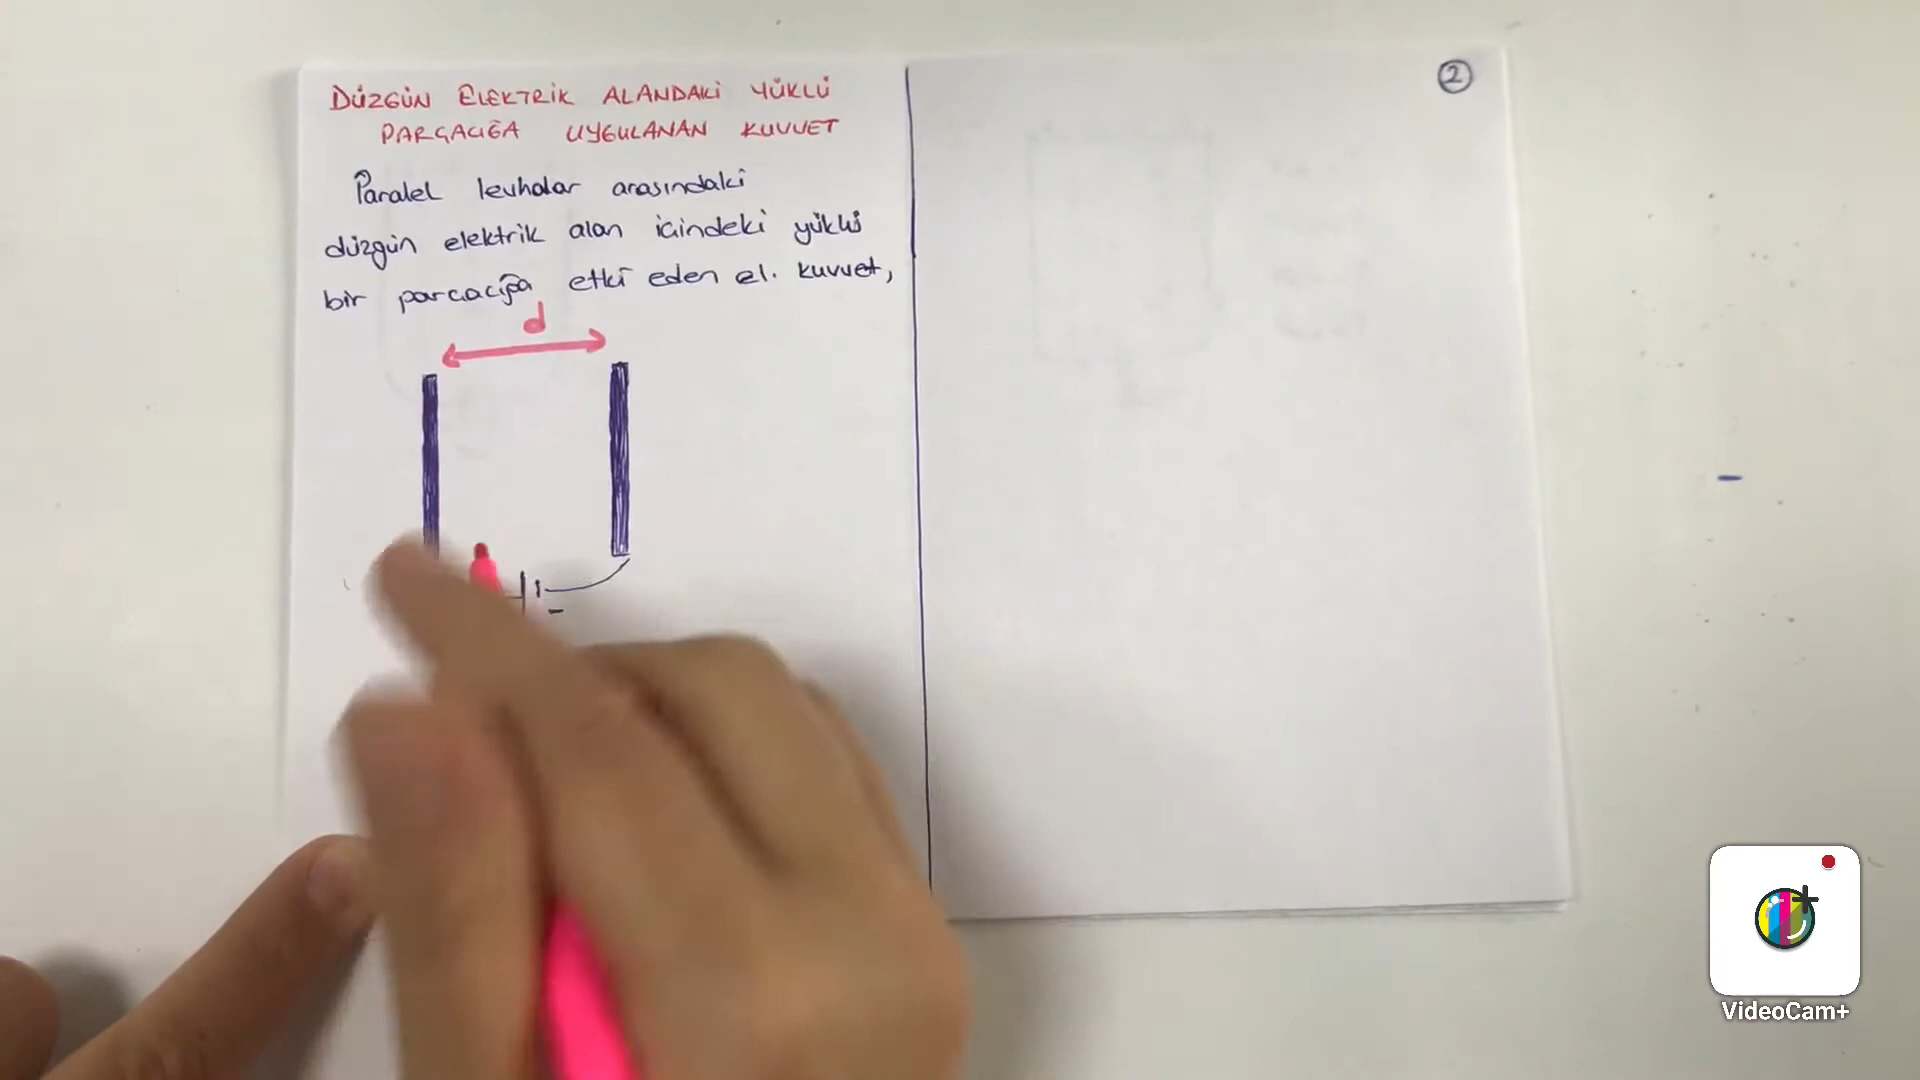 DÜZGÜN ELEKTRİK ALANDAKİ YÜKLÜ
PARÇACIĞA UYGULANAN KUVVET
Paralel levhalar arasındaki
düzgün elektrik alan içindeki yüklü
bir parçacığa etki eden el. kuvvet,
d
-
2
VideoCam+